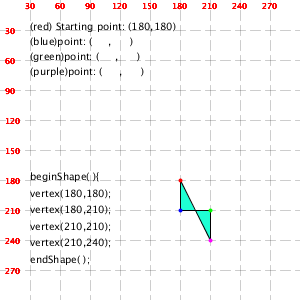 30 60 90 120 150 180 210 240 270
30
(red) Starting point: (180,180)
(blue)point: ( , )
(green)point: ( , )
60
(purple)point: ( , )
90
120
150
beginShape(){
180
vertex(180,180);
210
vertex(180,210);
vertex(210,210);
240
vertex(210,240);
endShape();
270